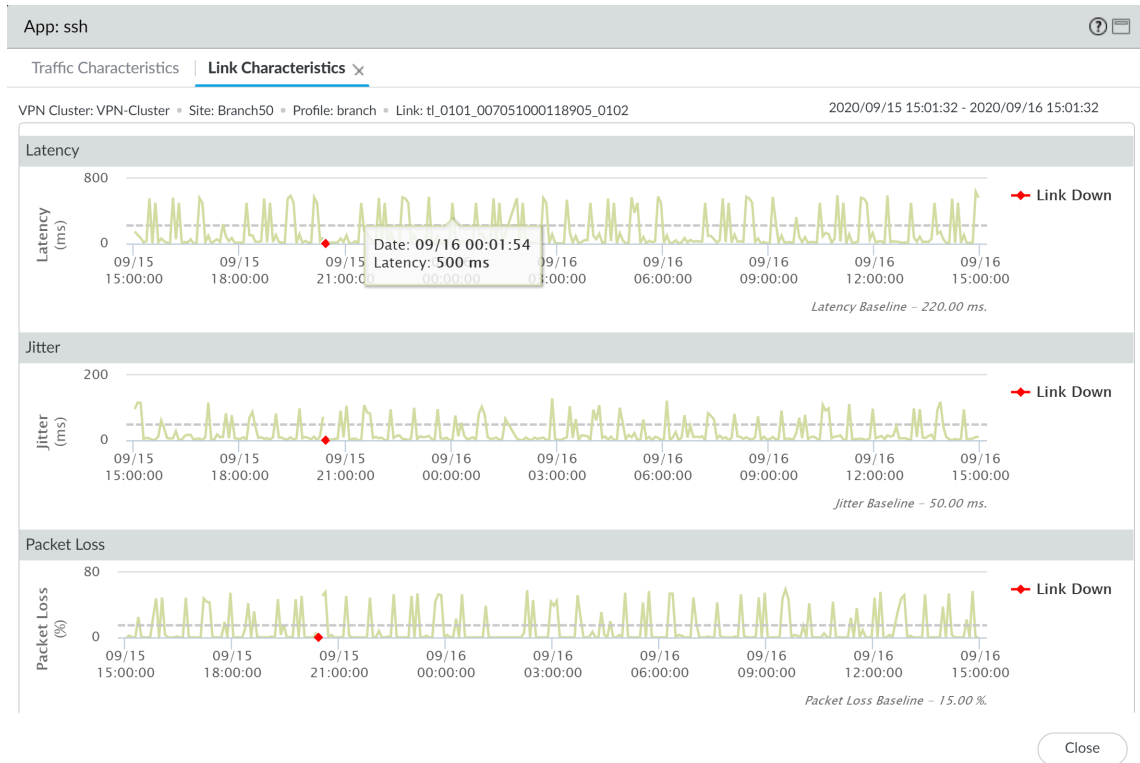 App: ssh
Traffic Characteristics Link Characteristics
VPN Cluster: VPN-Cluster Site: Branch50 Profile: branch Link: tl_0101_007051000118905_0102 2020/09/15 15:01:32 - 2020/09/16 15:01:32
Latency
800
0
Latency
(ms)
Link Down
Date: 09/16 00:01:54
Latency: 500 ms
09/15 09/15 09/15 09/16 09/16 09/16 09/16 09/16
15:00:00 18:00:00 21:00:00 00:00:00 03:00:00 06:00:00 09:00:00 12:00:00 15:00:00
Latency Baseline – 220.00 ms.
Jitter
200
0
Jitter
(ms)
Link Down
09/15 09/15 09/15 09/16 09/16 09/16 09/16 09/16 09/16
15:00:00 18:00:00 21:00:00 00:00:00 03:00:00 06:00:00 09:00:00 12:00:00 15:00:00
Jitter Baseline – 50.00 ms.
Packet Loss
80
0
Packet Loss
(%)
Link Down
09/15 09/15 09/15 09/16 09/16 09/16 09/16 09/16 09/16
15:00:00 18:00:00 21:00:00 00:00:00 03:00:00 06:00:00 09:00:00 12:00:00 15:00:00
Packet Loss Baseline – 15.00 %.
Close